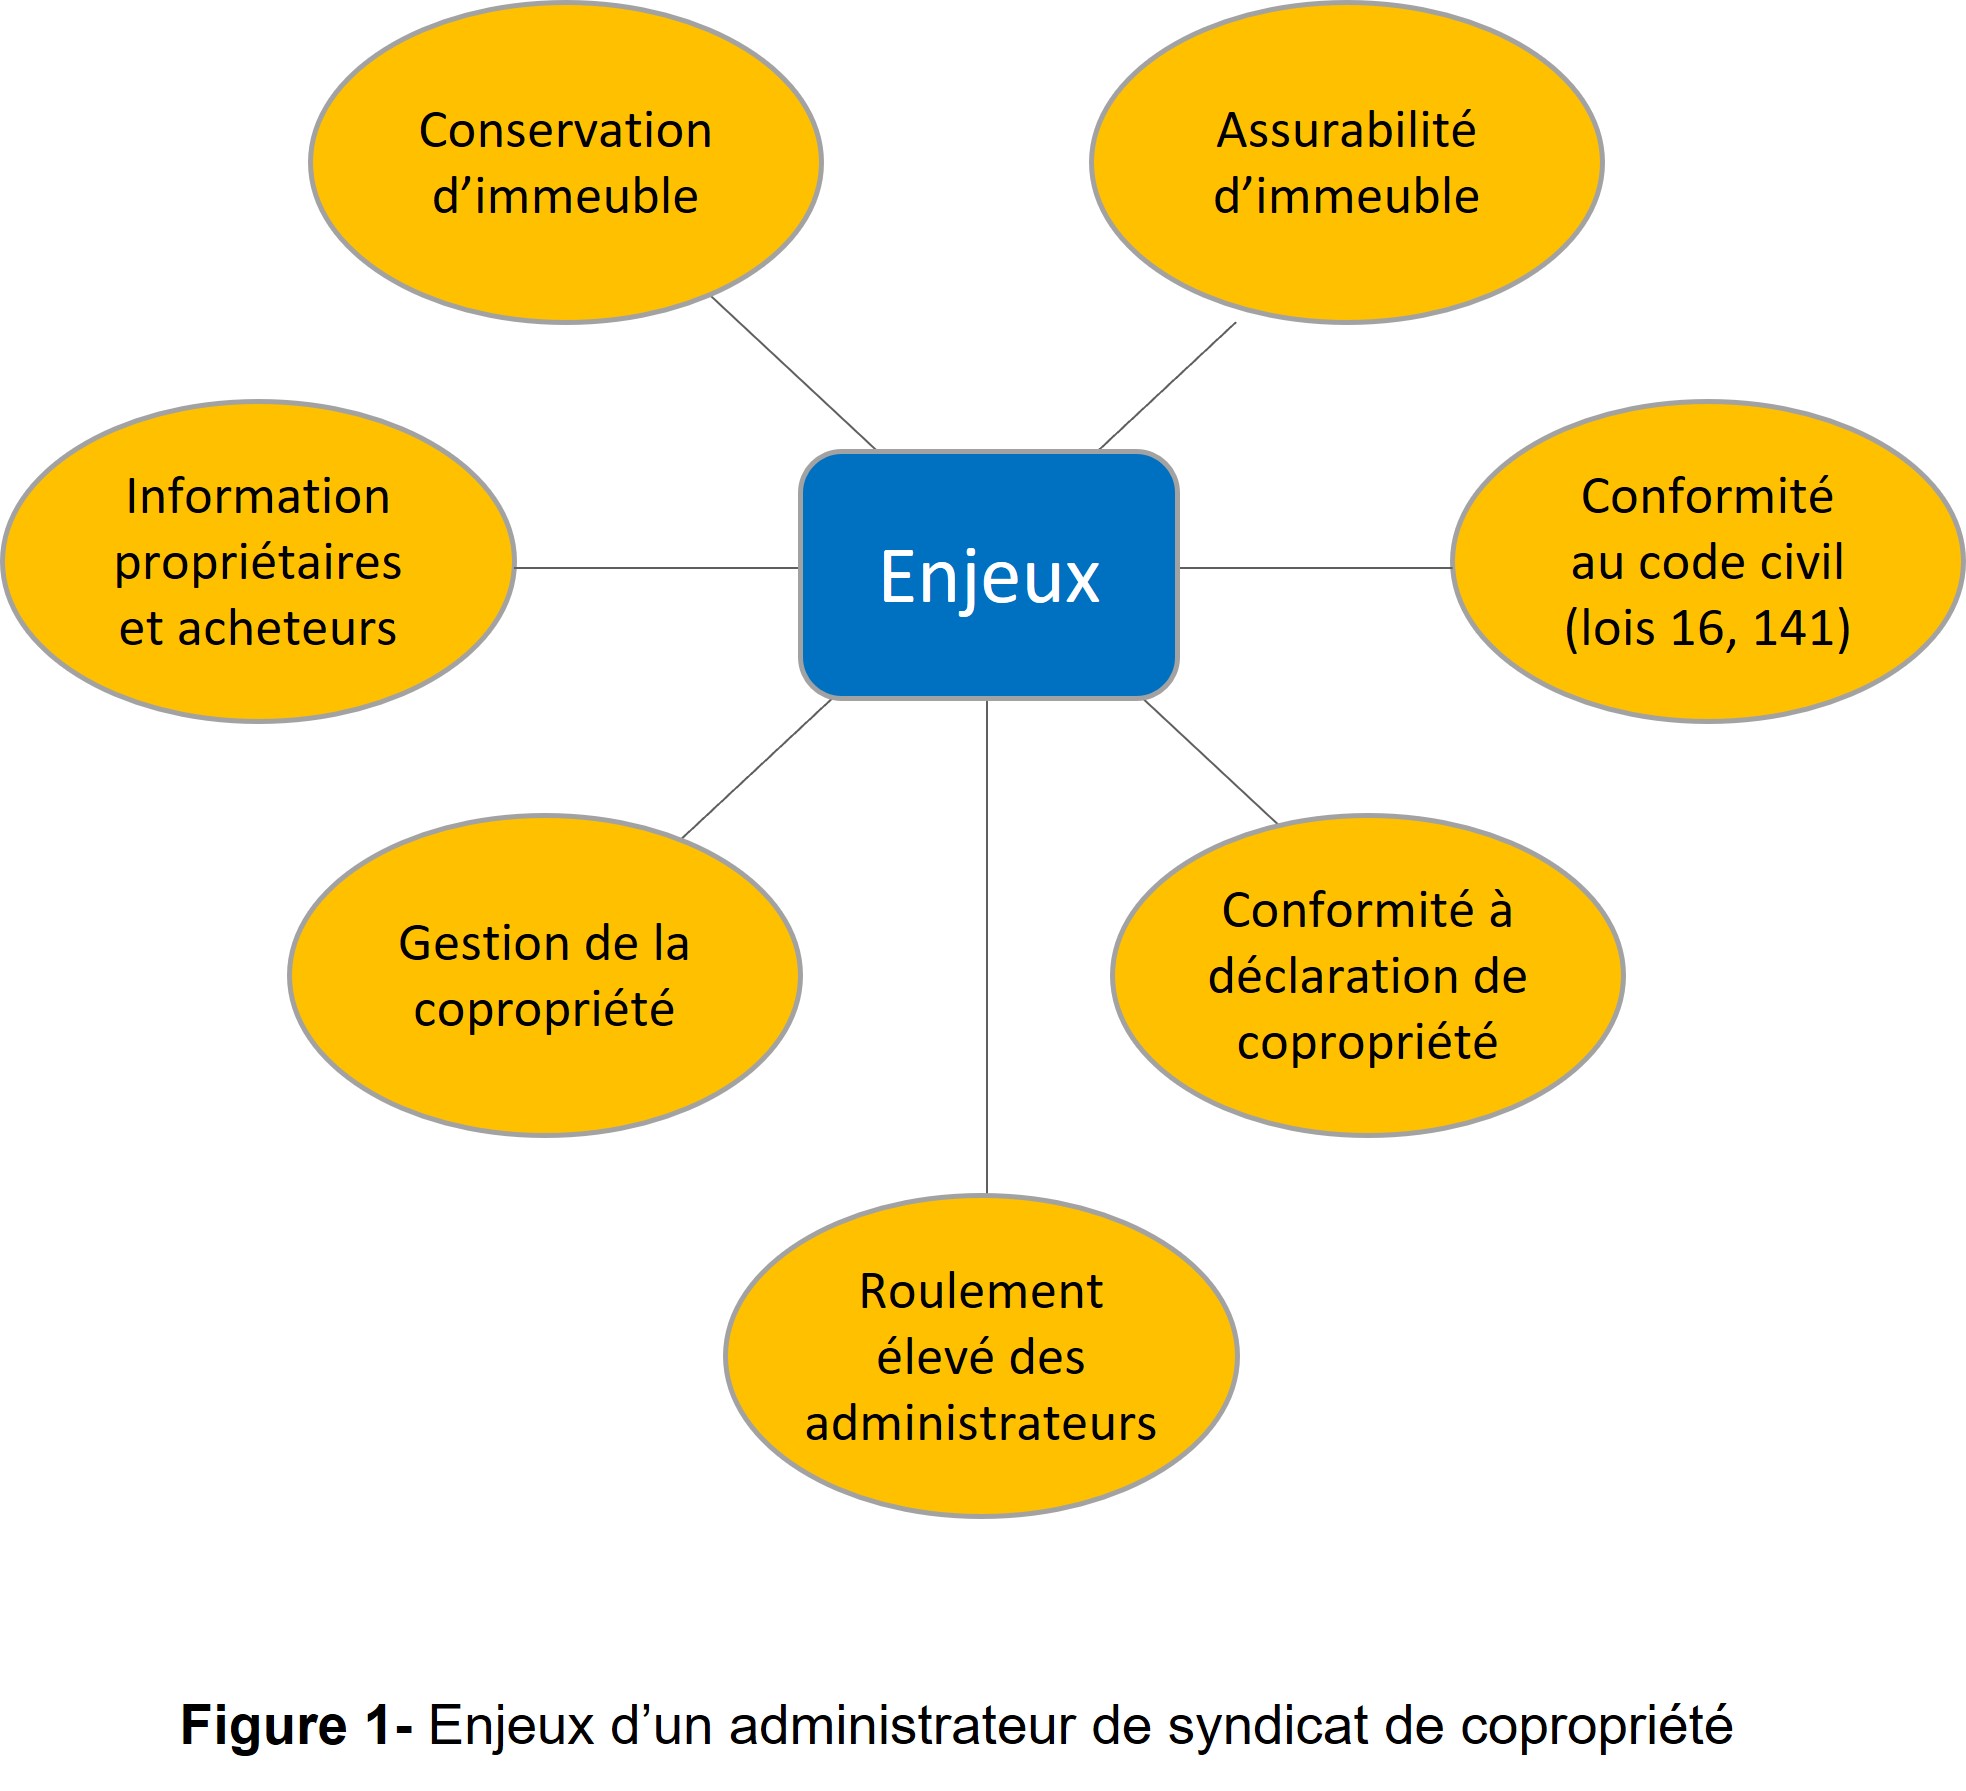 Conservation
d’immeuble
Assurabilité
d’immeuble
Information
propriétaires
et acheteurs
Enjeux
Conformité
au code civil
(lois 16, 141)
Gestion de la
copropriété
Conformité à
déclaration de
copropriété
Roulement
élevé des
administrateurs
Figure 1- Enjeux d’un administrateur de syndicat de copropriété